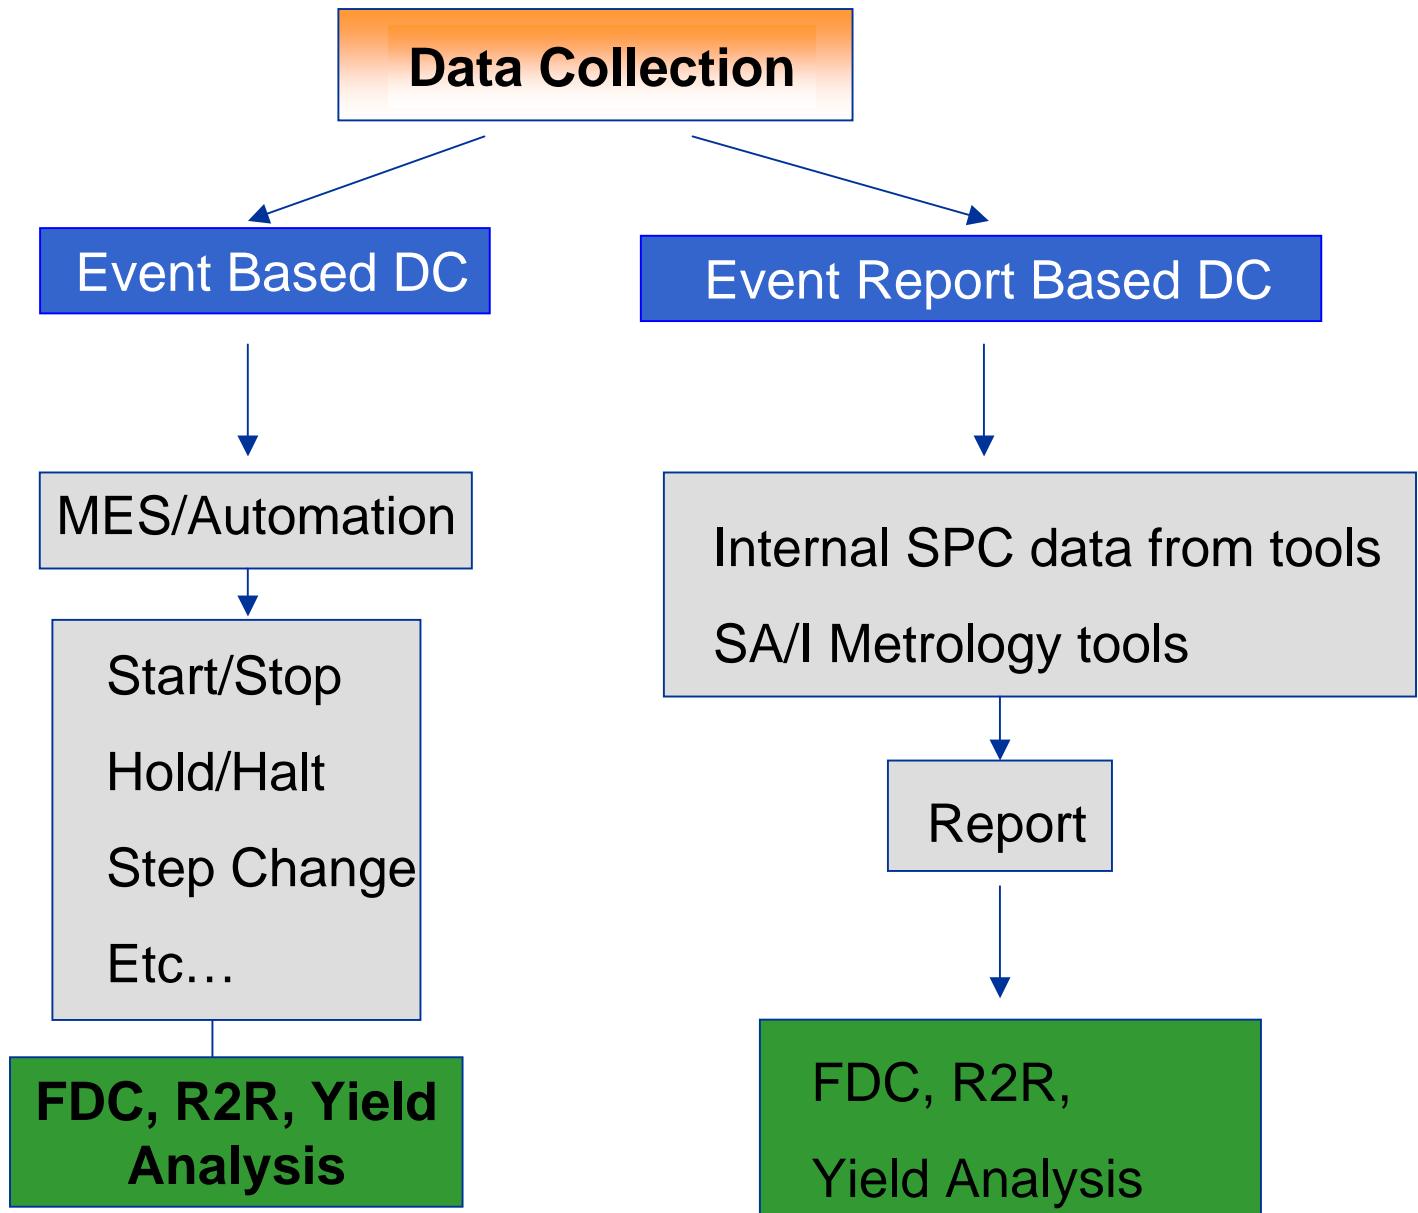 Data Collection
Event Based DC
Event Report Based DC
MES/Automation
Internal SPC data from tools
SA/I Metrology tools
Start/Stop
Hold/Halt
Step Change
Etc…
Report
FDC, R2R, Yield
Analysis
FDC, R2R,
Yield Analysis